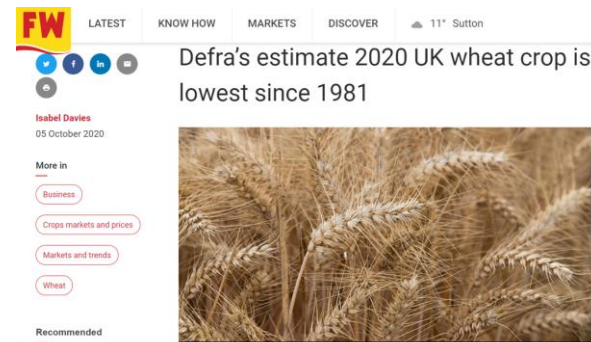 FW
LATEST KNOW HOW MARKETS DISCOVER 11° Sutton
Defra's estimate 2020 UK wheat crop is
lowest since 1981
Isabel Davies
05 October 2020
More in
Business
Crops markets and prices
Markets and trends
Wheat
Recommended